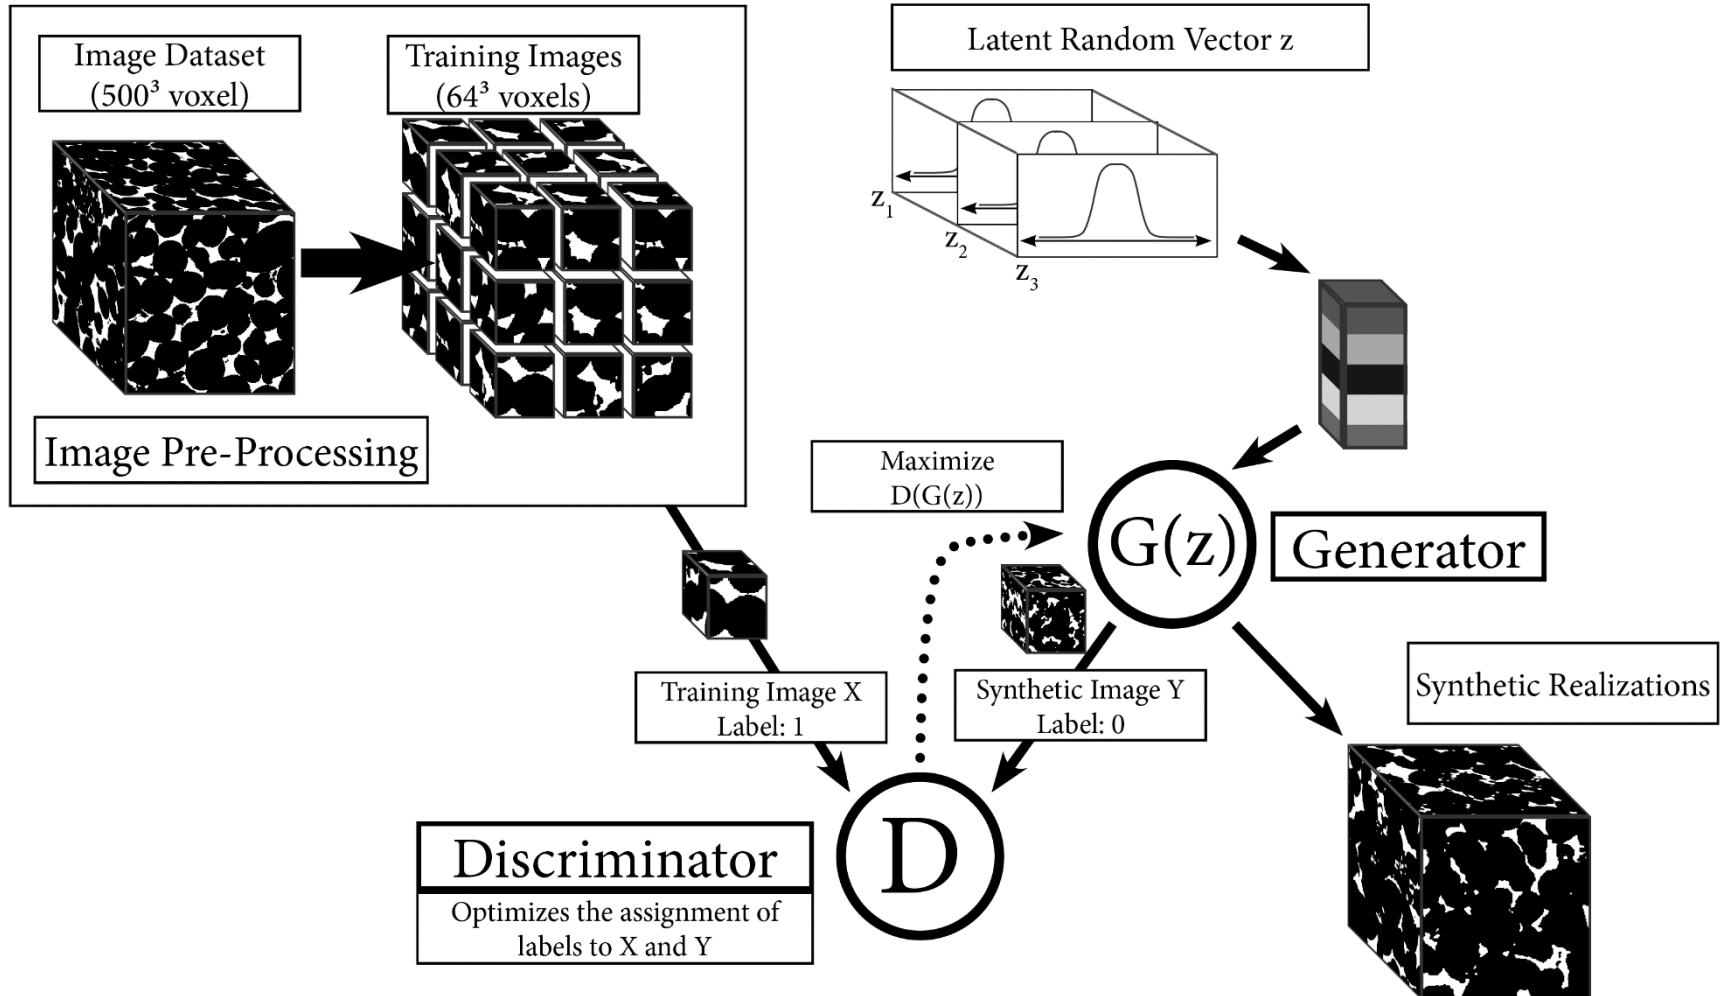 Image Dataset
(500³ voxel)
Training Images
(64³ voxels)
Image Pre-Processing
Latent Random Vector z
z₁
z₂
z₃
Maximize
D(G(z))
G(z)
Generator
Training Image X
Label: 1
Synthetic Image Y
Label: 0
Synthetic Realizations
D
Discriminator
Optimizes the assignment of
labels to X and Y